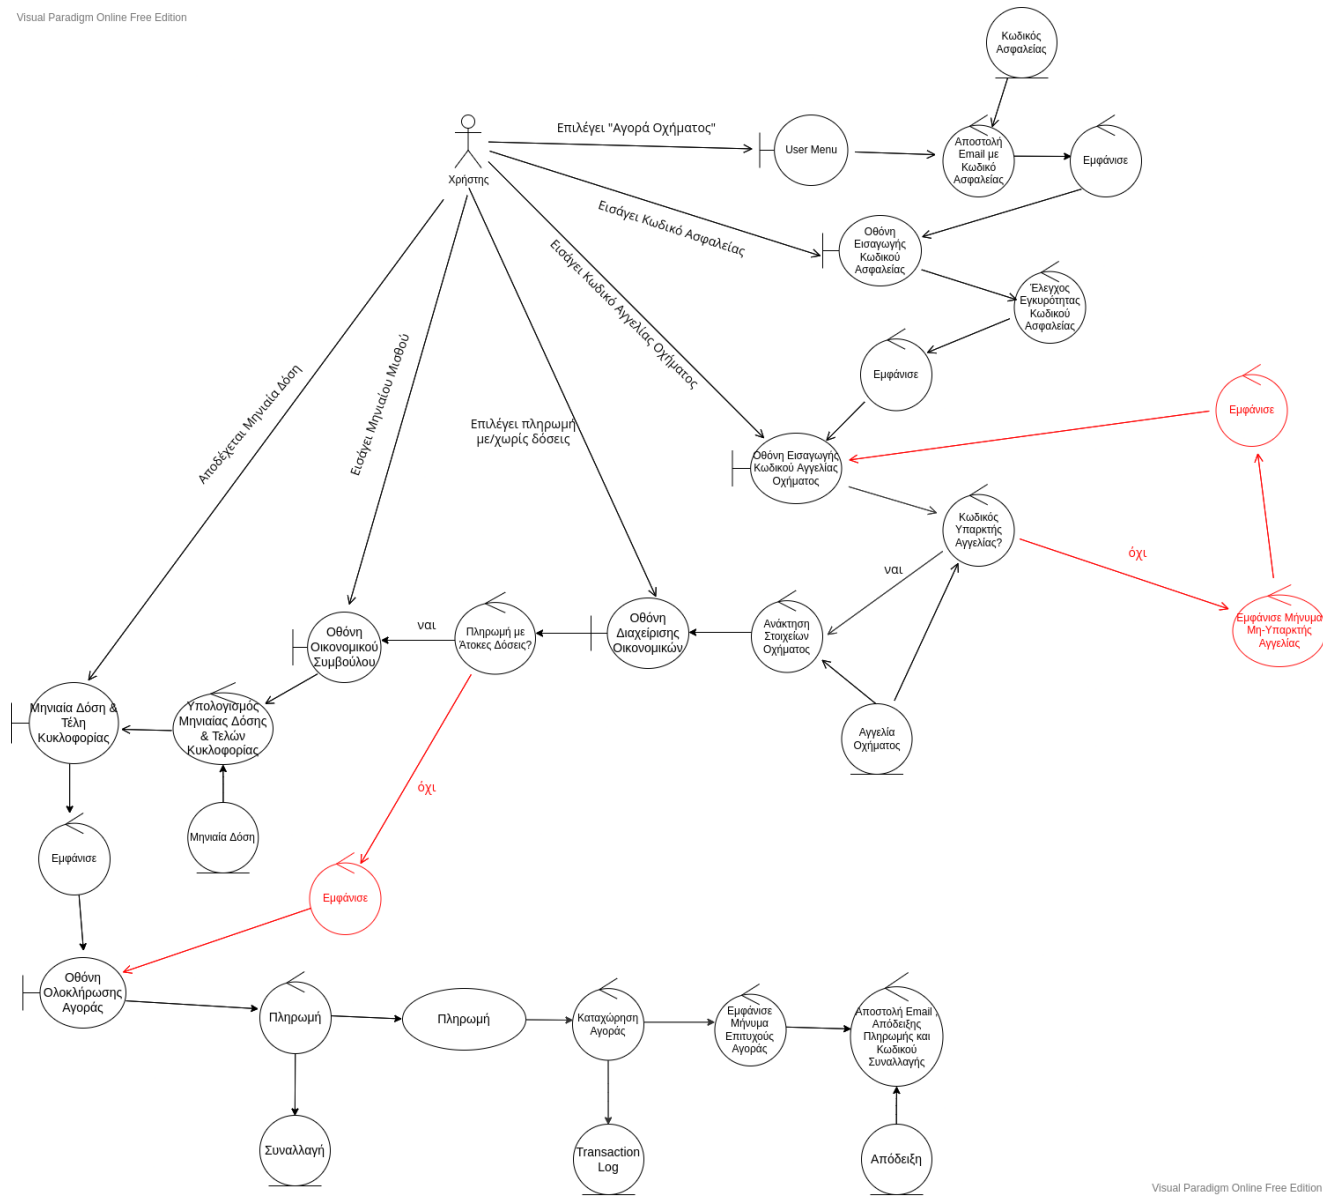 Visual Paradigm Online Free Edition
Κωδικός
Ασφαλείας
Επιλέγει "Αγορά Οχήματος"
User Menu
Αποστολή
Email με
Κωδικό
Ασφαλείας
Εμφάνισε
Χρήστης
Εισάγει Κωδικό Ασφαλείας
Οθόνη
Εισαγωγής
Κωδικού
Ασφαλείας
Εισάγει Κωδικό Αγγελίας Οχήματος
Έλεγχος
Εγκυρότητας
Κωδικού
Ασφαλείας
Εμφάνισε
Εμφάνισε
Αποδέχεται Μηνιαία Δόση
Εισάγει Μηνιαίου Μισθού
Επιλέγει πληρωμή
με/χωρίς δόσεις
Οθόνη Εισαγωγής
Κωδικού Αγγελίας
Οχήματος
Κωδικός
Υπαρκτής
Αγγελίας?
όχι
ναι
Εμφάνισε Μήνυμα
Μη-Υπαρκτής
Αγγελίας
Ανάκτηση
Στοιχείων
Οχήματος
Οθόνη
Διαχείρισης
Οικονομικών
Πληρωμή με
Άτοκες Δόσεις?
ναι
Οθόνη
Οικονομικού
Συμβούλου
Μηνιαία Δόση &
Τέλη
Κυκλοφορίας
Υπολογισμός
Μηνιαίας Δόσης
& Τελών
Κυκλοφορίας
Αγγελία
Οχήματος
όχι
Μηνιαία Δόση
Εμφάνισε
Εμφάνισε
Οθόνη
Ολοκλήρωσης
Αγοράς
Πληρωμή
Πληρωμή
Καταχώρηση
Αγοράς
Εμφάνισε
Μήνυμα
Επιτυχούς
Αγοράς
Αποστολή Email ,
Απόδειξης
Πληρωμής και
Κωδικού
Συναλλαγής
Συναλλαγή
Transaction
Log
Απόδειξη
Visual Paradigm Online Free Edition